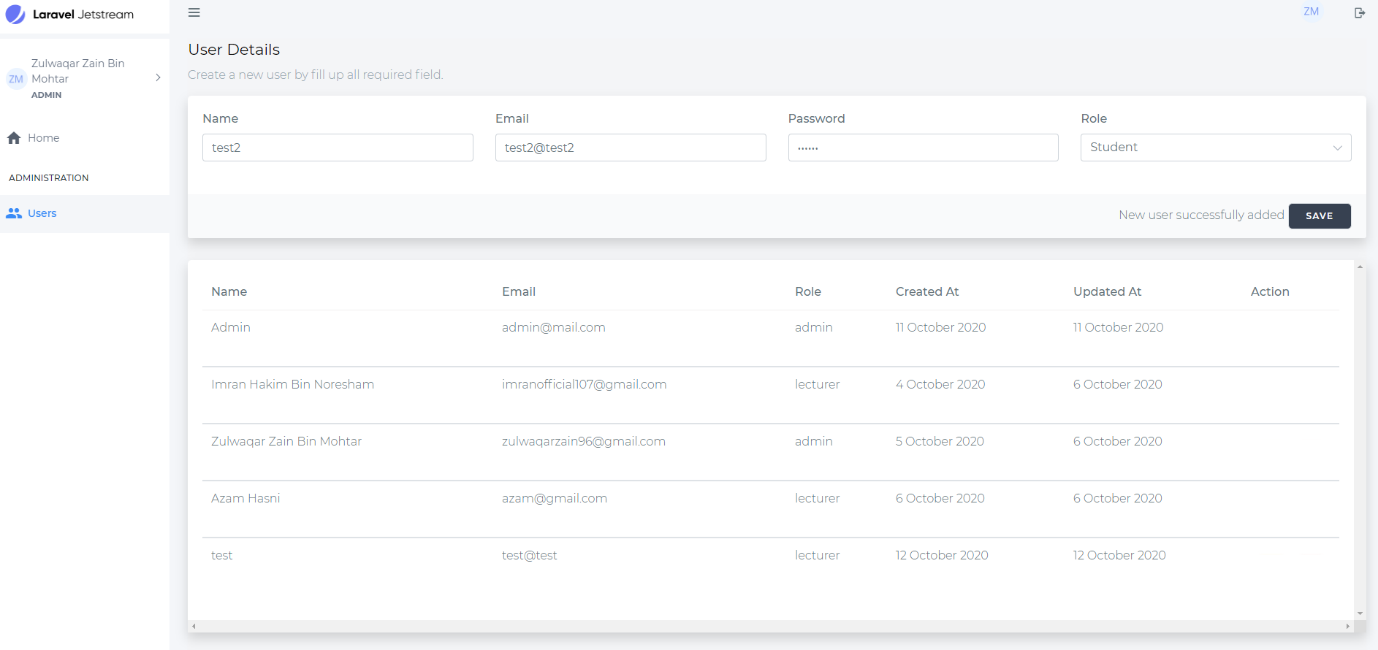 Laravel Jetstream
ZM
Zulwaqar Zain Bin
Mohtar
ZM
ADMIN
Home
ADMINISTRATION
Users
User Details
Create a new user by fill up all required field.
Name Email Password Role
test2 test2@test2 •••••• Student
New user successfully added SAVE
Name Email Role Created At Updated At Action
Admin admin@mail.com admin 11 October 2020 11 October 2020
Imran Hakim Bin Noresham imranofficial107@gmail.com lecturer 4 October 2020 6 October 2020
Zulwaqar Zain Bin Mohtar zulwaqarzain96@gmail.com admin 5 October 2020 6 October 2020
Azam Hasni azam@gmail.com lecturer 6 October 2020 6 October 2020
test test@test lecturer 12 October 2020 12 October 2020